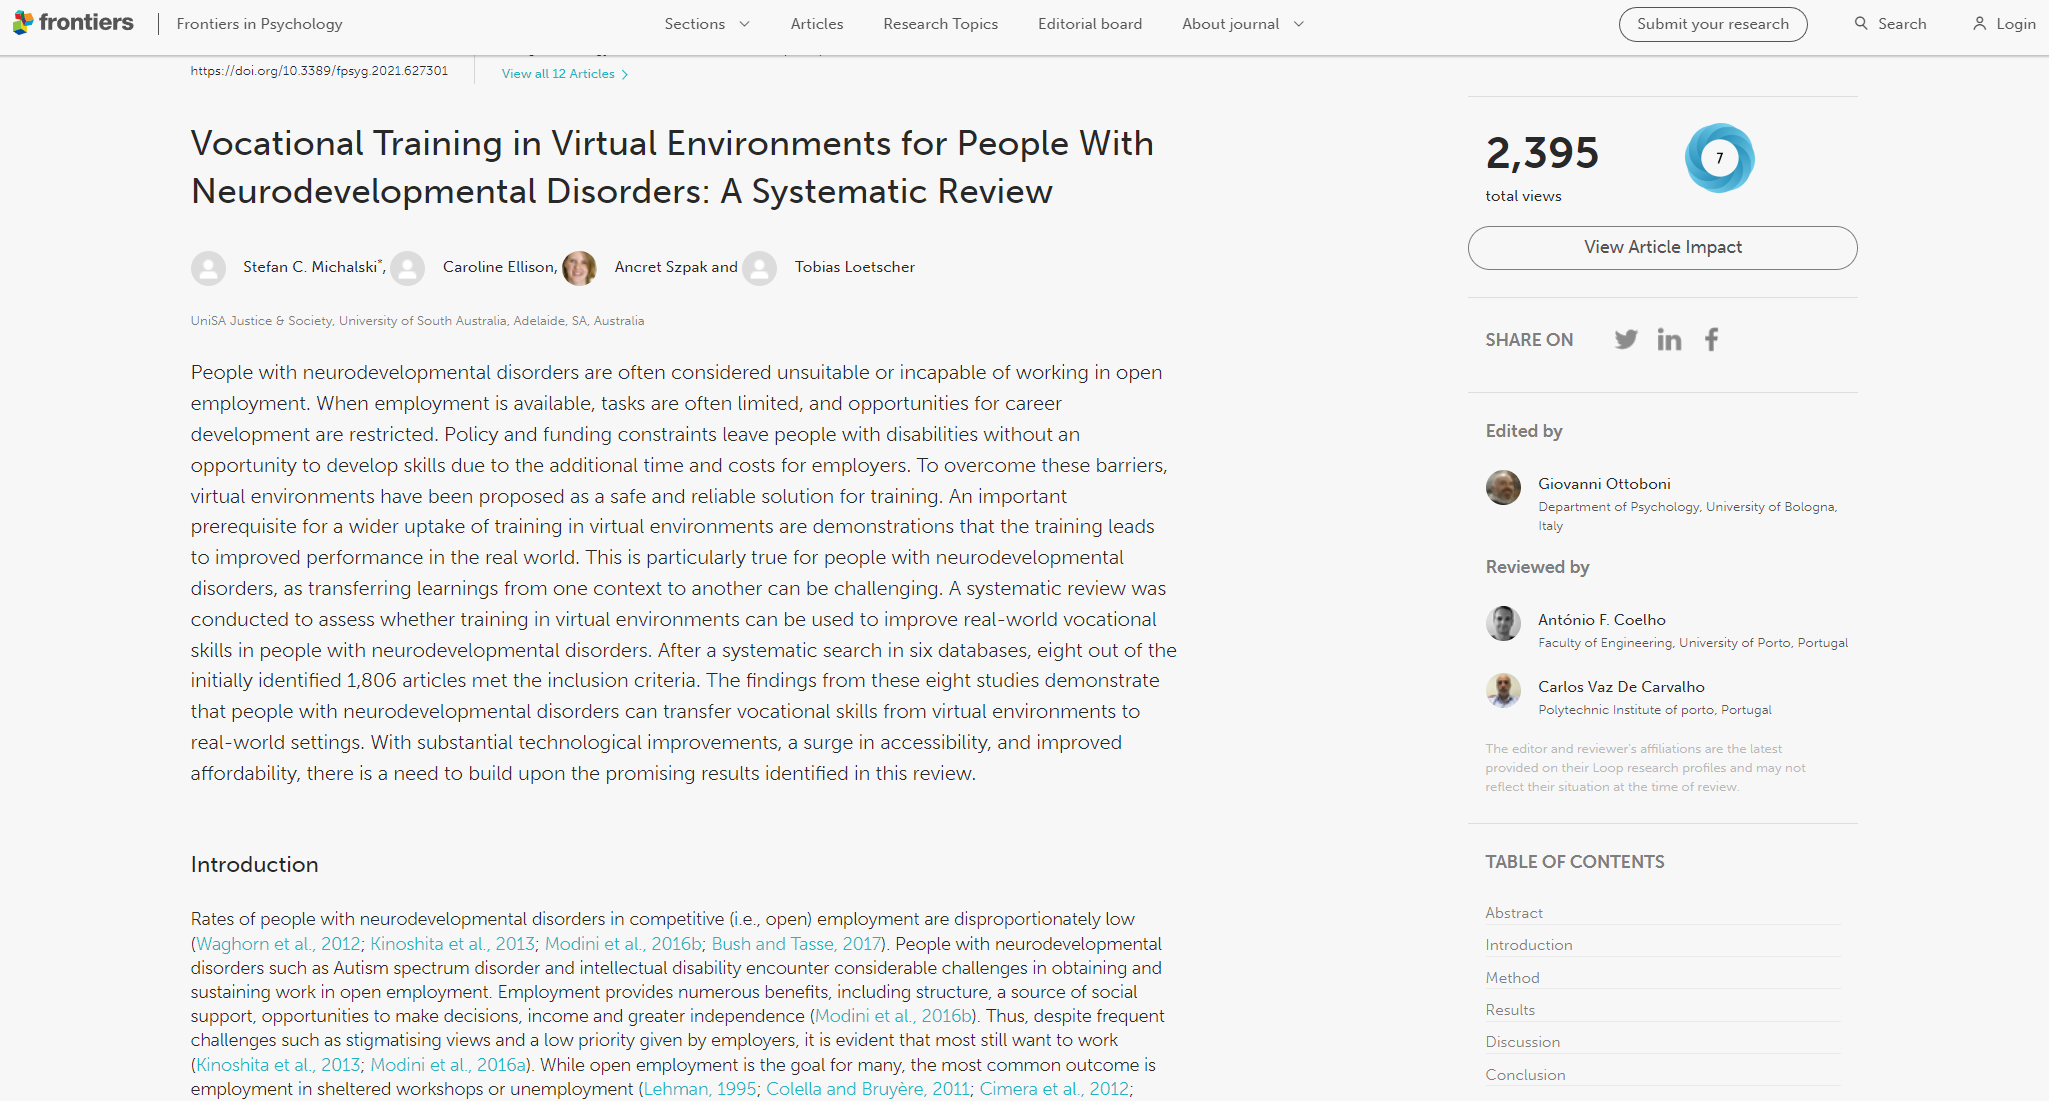 frontiers
Frontiers in Psychology
Sections
Articles
Research Topics
Editorial board
About journal
Submit your research
Search
Login
https://doi.org/10.3389/fpsyg.2021.627301
View all 12 Articles
Vocational Training in Virtual Environments for People With
Neurodevelopmental Disorders: A Systematic Review
Stefan C. Michalski*, Caroline Ellison, Ancret Szpak and Tobias Loetscher
UniSA Justice & Society, University of South Australia, Adelaide, SA, Australia
People with neurodevelopmental disorders are often considered unsuitable or incapable of working in open
employment. When employment is available, tasks are often limited, and opportunities for career
development are restricted. Policy and funding constraints leave people with disabilities without an
opportunity to develop skills due to the additional time and costs for employers. To overcome these barriers,
virtual environments have been proposed as a safe and reliable solution for training. An important
prerequisite for a wider uptake of training in virtual environments are demonstrations that the training leads
to improved performance in the real world. This is particularly true for people with neurodevelopmental
disorders, as transferring learnings from one context to another can be challenging. A systematic review was
conducted to assess whether training in virtual environments can be used to improve real-world vocational
skills in people with neurodevelopmental disorders. After a systematic search in six databases, eight out of the
initially identified 1,806 articles met the inclusion criteria. The findings from these eight studies demonstrate
that people with neurodevelopmental disorders can transfer vocational skills from virtual environments to
real-world settings. With substantial technological improvements, a surge in accessibility, and improved
affordability, there is a need to build upon the promising results identified in this review.
Introduction
Rates of people with neurodevelopmental disorders in competitive (i.e., open) employment are disproportionately low
(Waghorn et al., 2012; Kinoshita et al., 2013; Modini et al., 2016b; Bush and Tasse, 2017). People with neurodevelopmental
disorders such as Autism spectrum disorder and intellectual disability encounter considerable challenges in obtaining and
sustaining work in open employment. Employment provides numerous benefits, including structure, a source of social
support, opportunities to make decisions, income and greater independence (Modini et al., 2016b). Thus, despite frequent
challenges such as stigmatising views and a low priority given by employers, it is evident that most still want to work
(Kinoshita et al., 2013; Modini et al., 2016a). While open employment is the goal for many, the most common outcome is
employment in sheltered workshops or unemployment (Lehman, 1995; Colella and Bruyère, 2011; Cimera et al., 2012;
2,395
total views
7
View Article Impact
SHARE ON
Edited by
Giovanni Ottoboni
Department of Psychology, University of Bologna,
Italy
Reviewed by
António F. Coelho
Faculty of Engineering, University of Porto, Portugal
Carlos Vaz De Carvalho
Polytechnic Institute of porto, Portugal
The editor and reviewer's affiliations are the latest
provided on their Loop research profiles and may not
reflect their situation at the time of review.
TABLE OF CONTENTS
Abstract
Introduction
Method
Results
Discussion
Conclusion